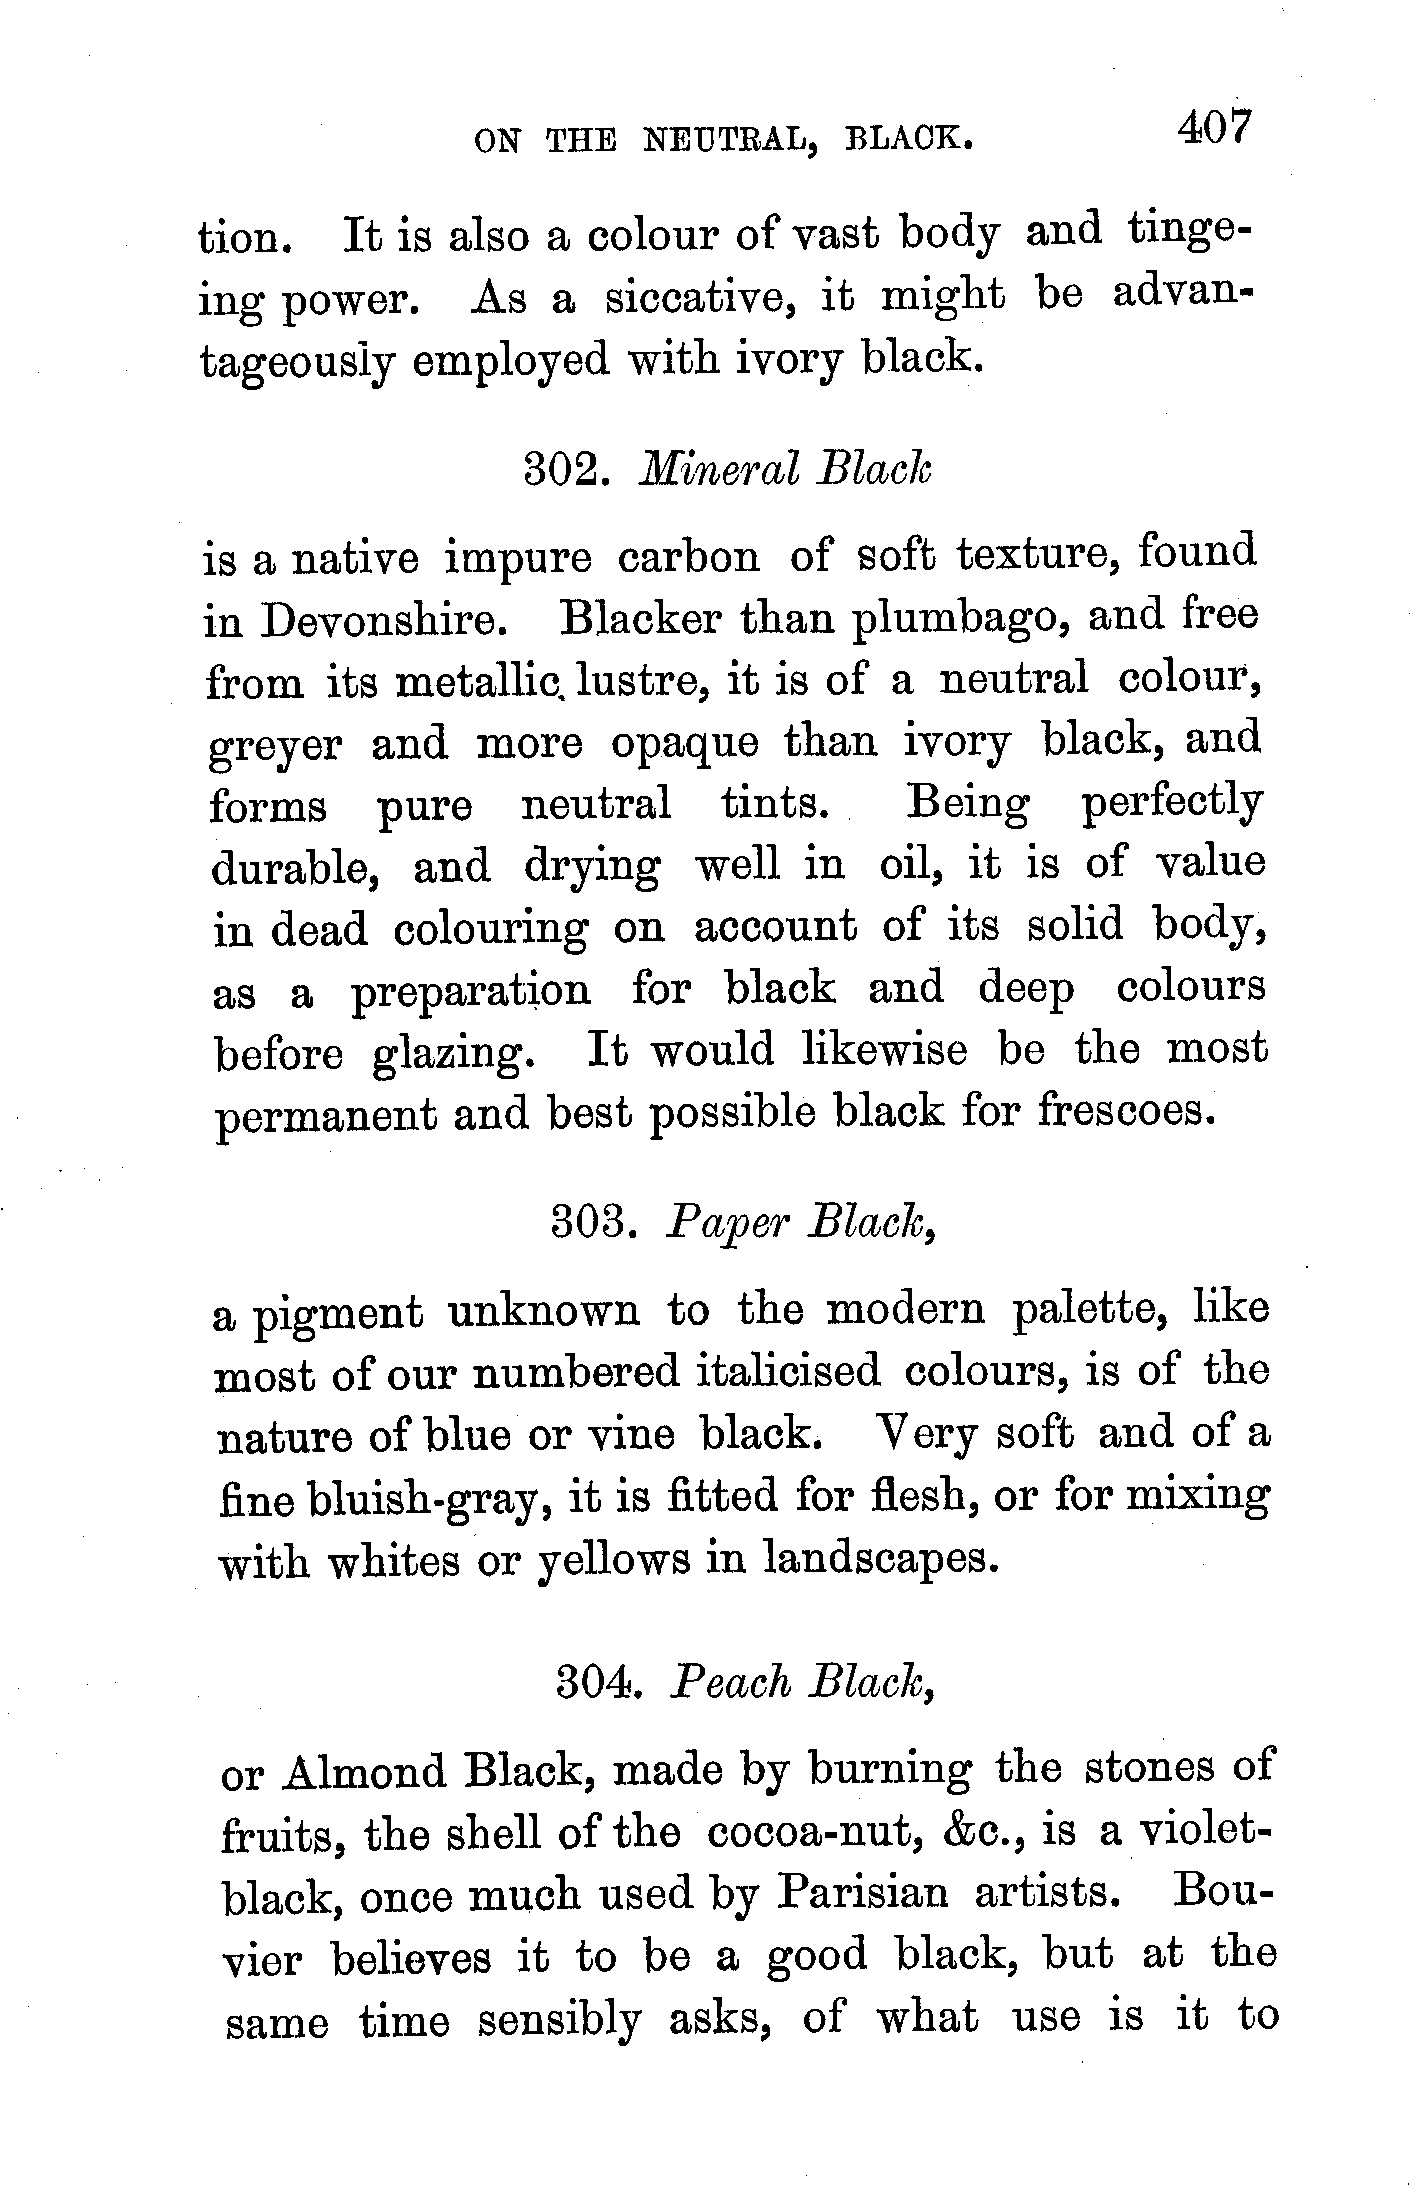 ON THE NEUTRAL, BLACK. 407
tion. It is also a colour of vast body and tinge-
ing power. As a siccative, it might be advan-
tageously employed with ivory black.
302. Mineral Black
is a native impure carbon of soft texture, found
in Devonshire. Blacker than plumbago, and free
from its metallic lustre, it is of a neutral colour,
greyer and more opaque than ivory black, and
forms pure neutral tints. Being perfectly
durable, and drying well in oil, it is of value
in dead colouring on account of its solid body,
as a preparation for black and deep colours
before glazing. It would likewise be the most
permanent and best possible black for frescoes.
303. Paper Black,
a pigment unknown to the modern palette, like
most of our numbered italicised colours, is of the
nature of blue or vine black. Very soft and of a
fine bluish-gray, it is fitted for flesh, or for mixing
with whites or yellows in landscapes.
304. Peach Black,
or Almond Black, made by burning the stones of
fruits, the shell of the cocoa-nut, &c., is a violet-
black, once much used by Parisian artists. Bou-
vier believes it to be a good black, but at the
same time sensibly asks, of what use is it to